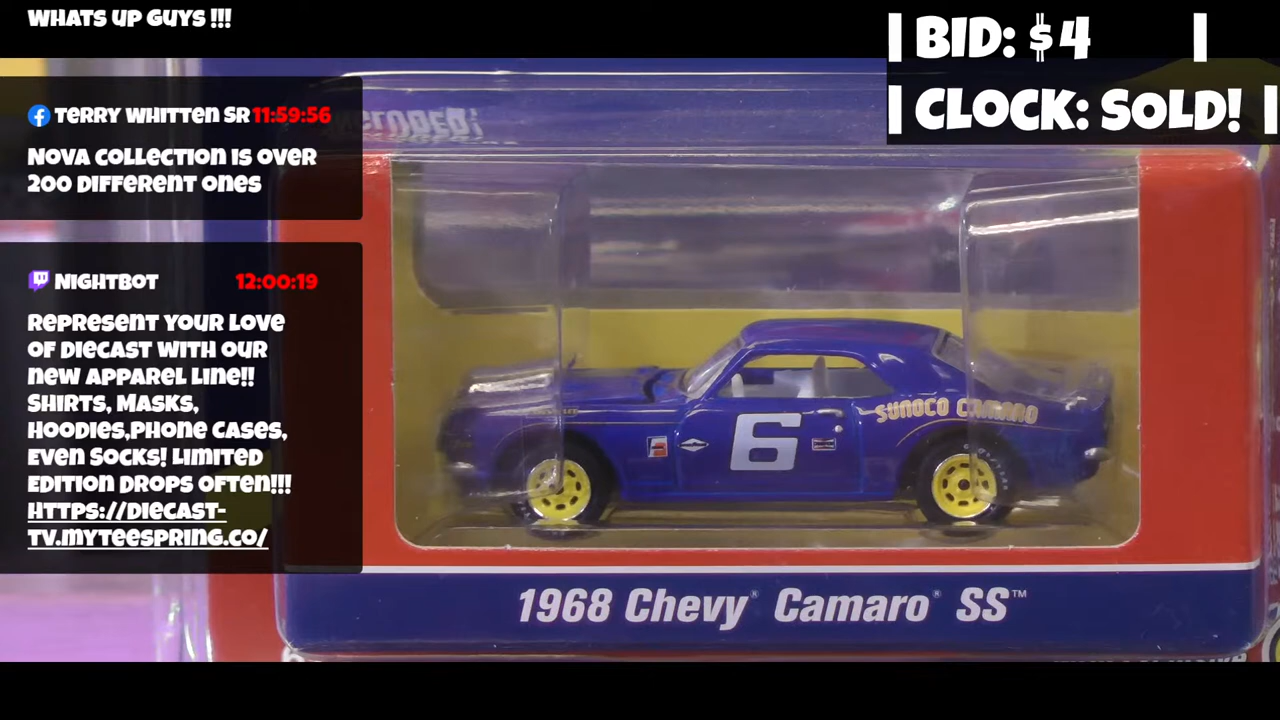 WHATS UP GUYS !!!
| BID: $4 |
| CLOCK: SOLD! |
TERRY WHITTEN SR 11:59:56
NOVA COLLECTION IS OVER
200 DIFFERENT ONES
NIGHTBOT 12:00:19
REPRESENT YOUR LOVE
OF DIECAST WITH OUR
NEW APPAREL LINE!!
SHIRTS, MASKS,
HOODIES,PHONE CASES,
EVEN SOCKS! LIMITED
EDITION DROPS OFTEN!!!
HTTPS://DIECAST-
TV.MYTEESPRING.CO/
SUNOCO CAMARO
6
1968 Chevy® Camaro® SS™